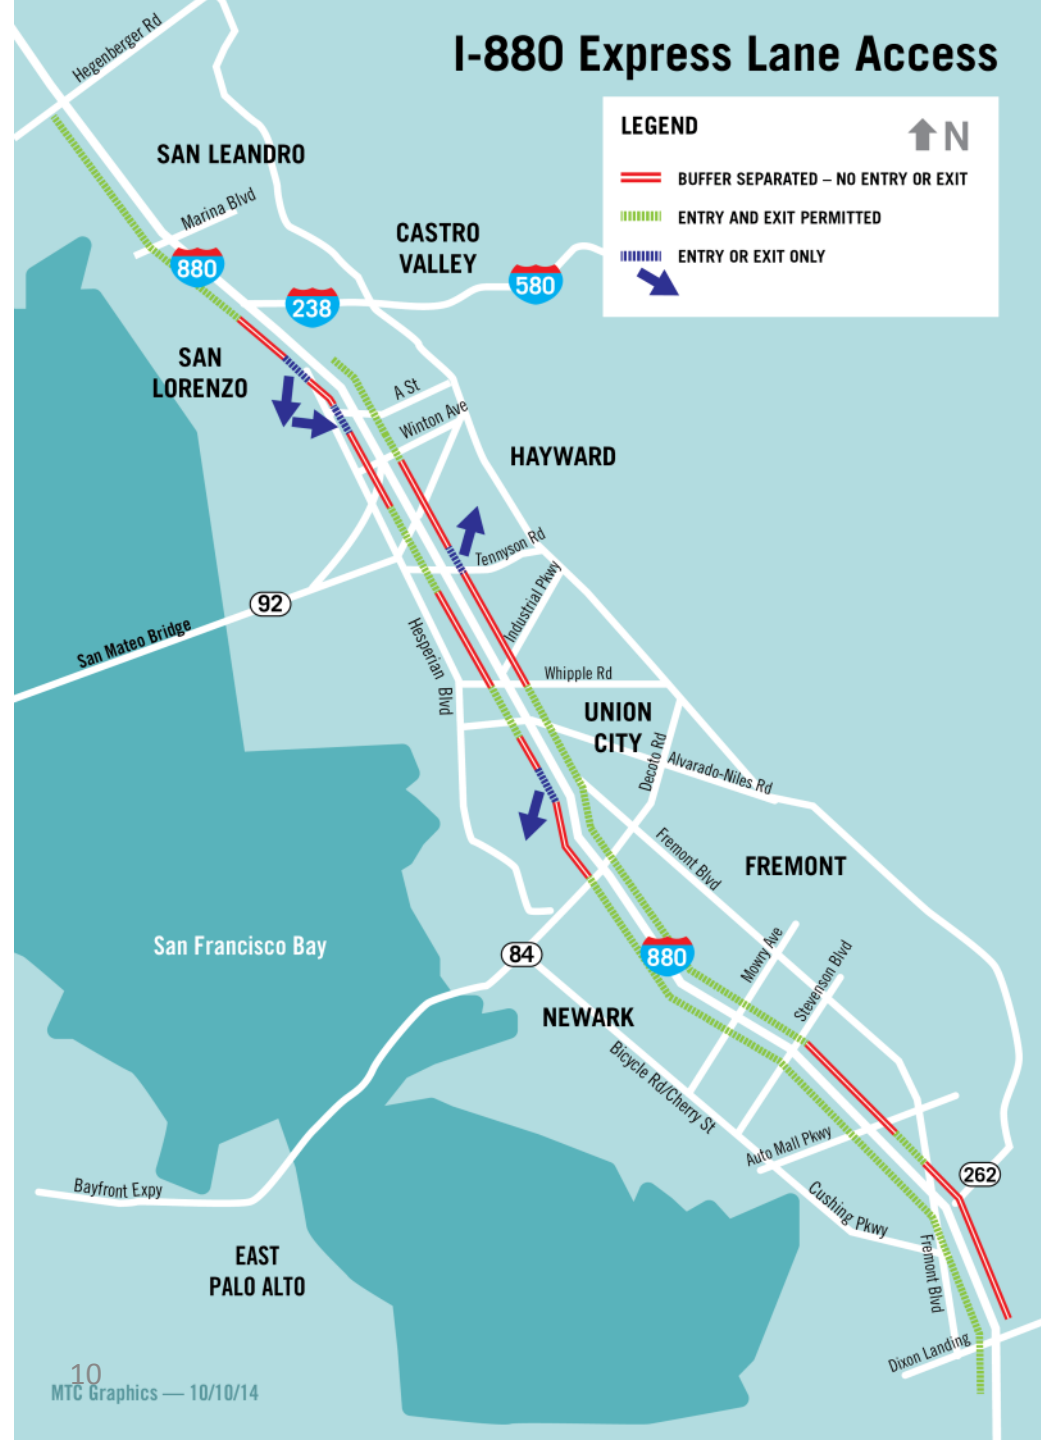 I-880 Express Lane Access
LEGEND
N
BUFFER SEPARATED – NO ENTRY OR EXIT
ENTRY AND EXIT PERMITTED
ENTRY OR EXIT ONLY
Hegenberger Rd
SAN LEANDRO
Marina Blvd
CASTRO
VALLEY
880
580
238
SAN
LORENZO
A St
Winton Ave
HAYWARD
Tennyson Rd
Industrial Pkwy
92
San Mateo Bridge
Hesperian Blvd
Whipple Rd
UNION
CITY
Decoto Rd
Alvarado-Niles Rd
Fremont Blvd
FREMONT
San Francisco Bay
84
880
Mowry Ave
Stevenson Blvd
NEWARK
Bicycle Rd/Cherry St
Auto Mall Pkwy
262
Bayfront Expy
Cushing Pkwy
Fremont Blvd
EAST
PALO ALTO
Dixon Landing
10
MTC Graphics — 10/10/14